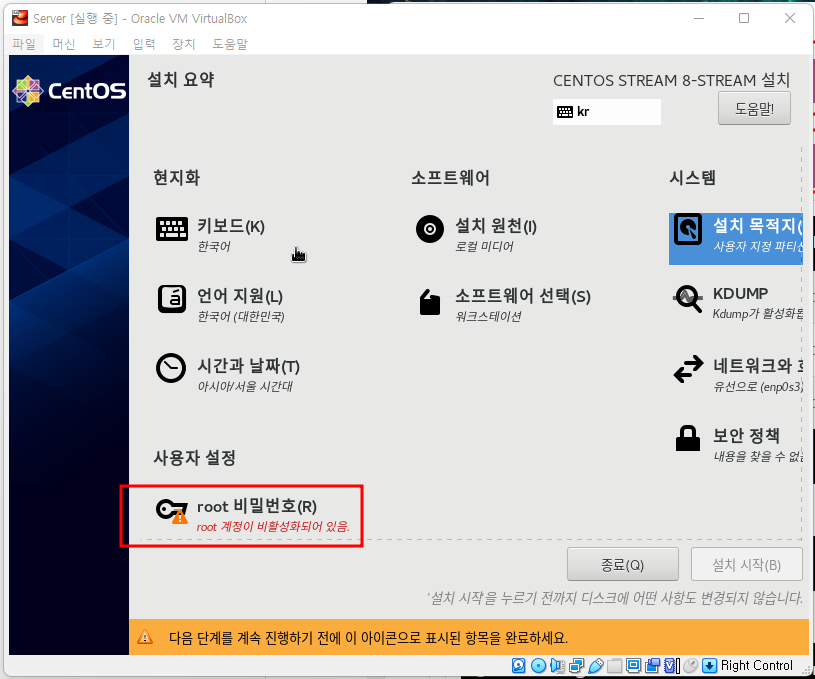 Server [실행 중] - Oracle VM VirtualBox
파일 머신 보기 입력 장치 도움말
CentOS
설치 요약
CENTOS STREAM 8-STREAM 설치
kr
도움말!
현지화
키보드(K)
한국어
언어 지원(L)
한국어 (대한민국)
시간과 날짜(T)
아시아/서울 시간대
소프트웨어
설치 원천(I)
로컬 미디어
소프트웨어 선택(S)
워크스테이션
시스템
설치 목적지(
사용자 지정 파티션
KDUMP
Kdump가 활성화됨
네트워크와
유선으로 (enp0s3)
보안 정책
내용을 찾을 수 없
사용자 설정
root 비밀번호(R)
root 계정이 비활성화되어 있음.
종료(Q)
설치 시작(B)
'설치 시작'을 누르기 전까지 디스크에 어떤 사항도 변경되지 않습니다.
다음 단계를 계속 진행하기 전에 이 아이콘으로 표시된 항목을 완료하세요.
Right Control